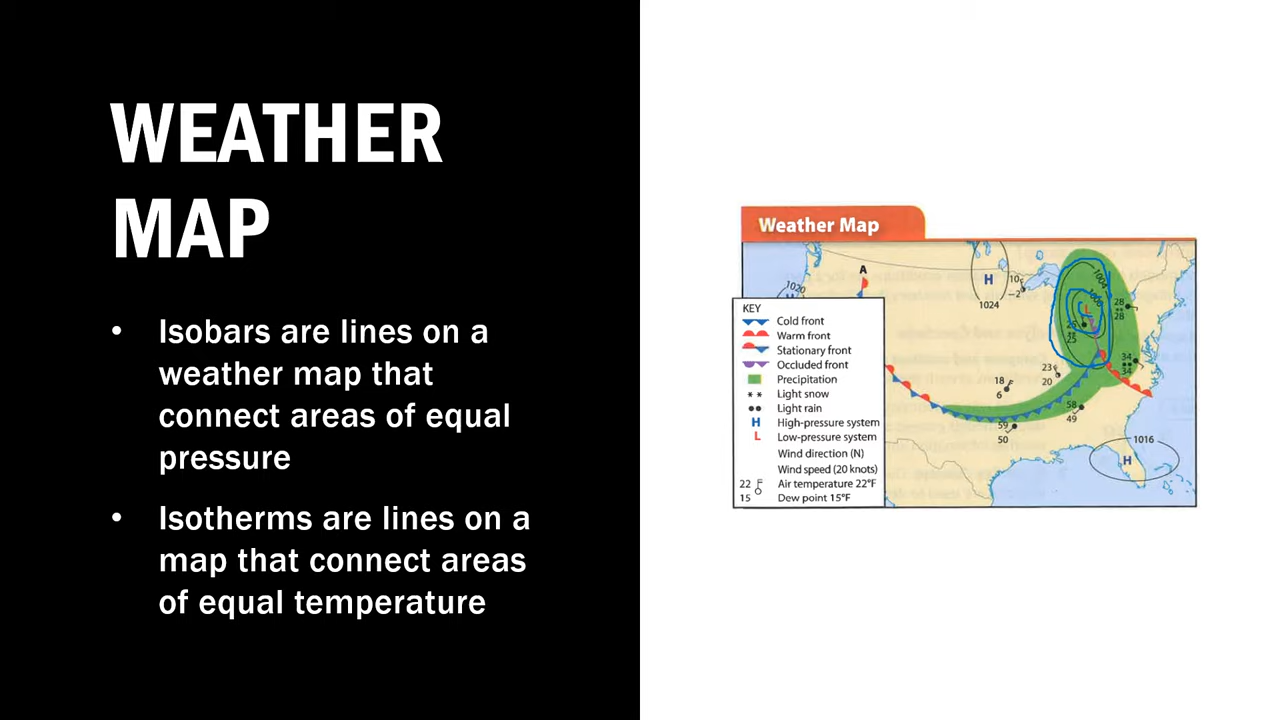 WEATHER
MAP
• Isobars are lines on a
weather map that
connect areas of equal
pressure
• Isotherms are lines on a
map that connect areas
of equal temperature
Weather Map
A
H
1024
10
-2
1020
1004
L
25
28
28
34
34
23
20
18
6
58
49
59
50
1016
H
KEY
Cold front
Warm front
Stationary front
Occluded front
Precipitation
** Light snow
•• Light rain
H High-pressure system
L Low-pressure system
Wind direction (N)
Wind speed (20 knots)
22 Air temperature 22°F
15 Dew point 15°F